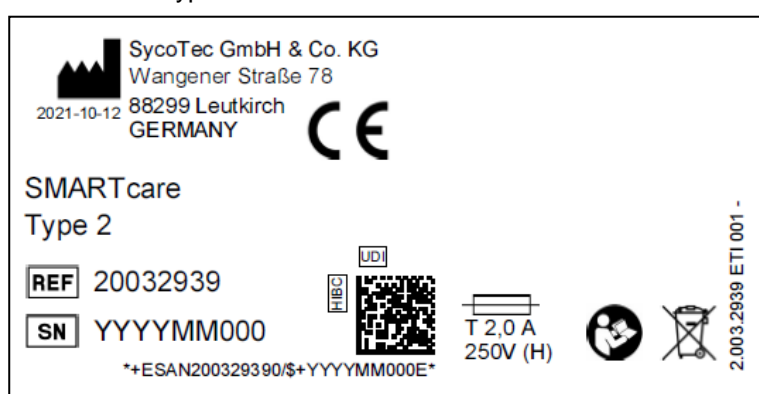 SycoTec GmbH & Co. KG
Wangener Straße 78
2021-10-12 88299 Leutkirch
GERMANY
CE
SMARTcare
Type 2
UDI
HIBC
REF 20032939
SN YYYYMM000
T 2,0 A
250V (H)
*+ESAN200329390/$+YYYYMM000E*
2.003.2939 ETI 001 -